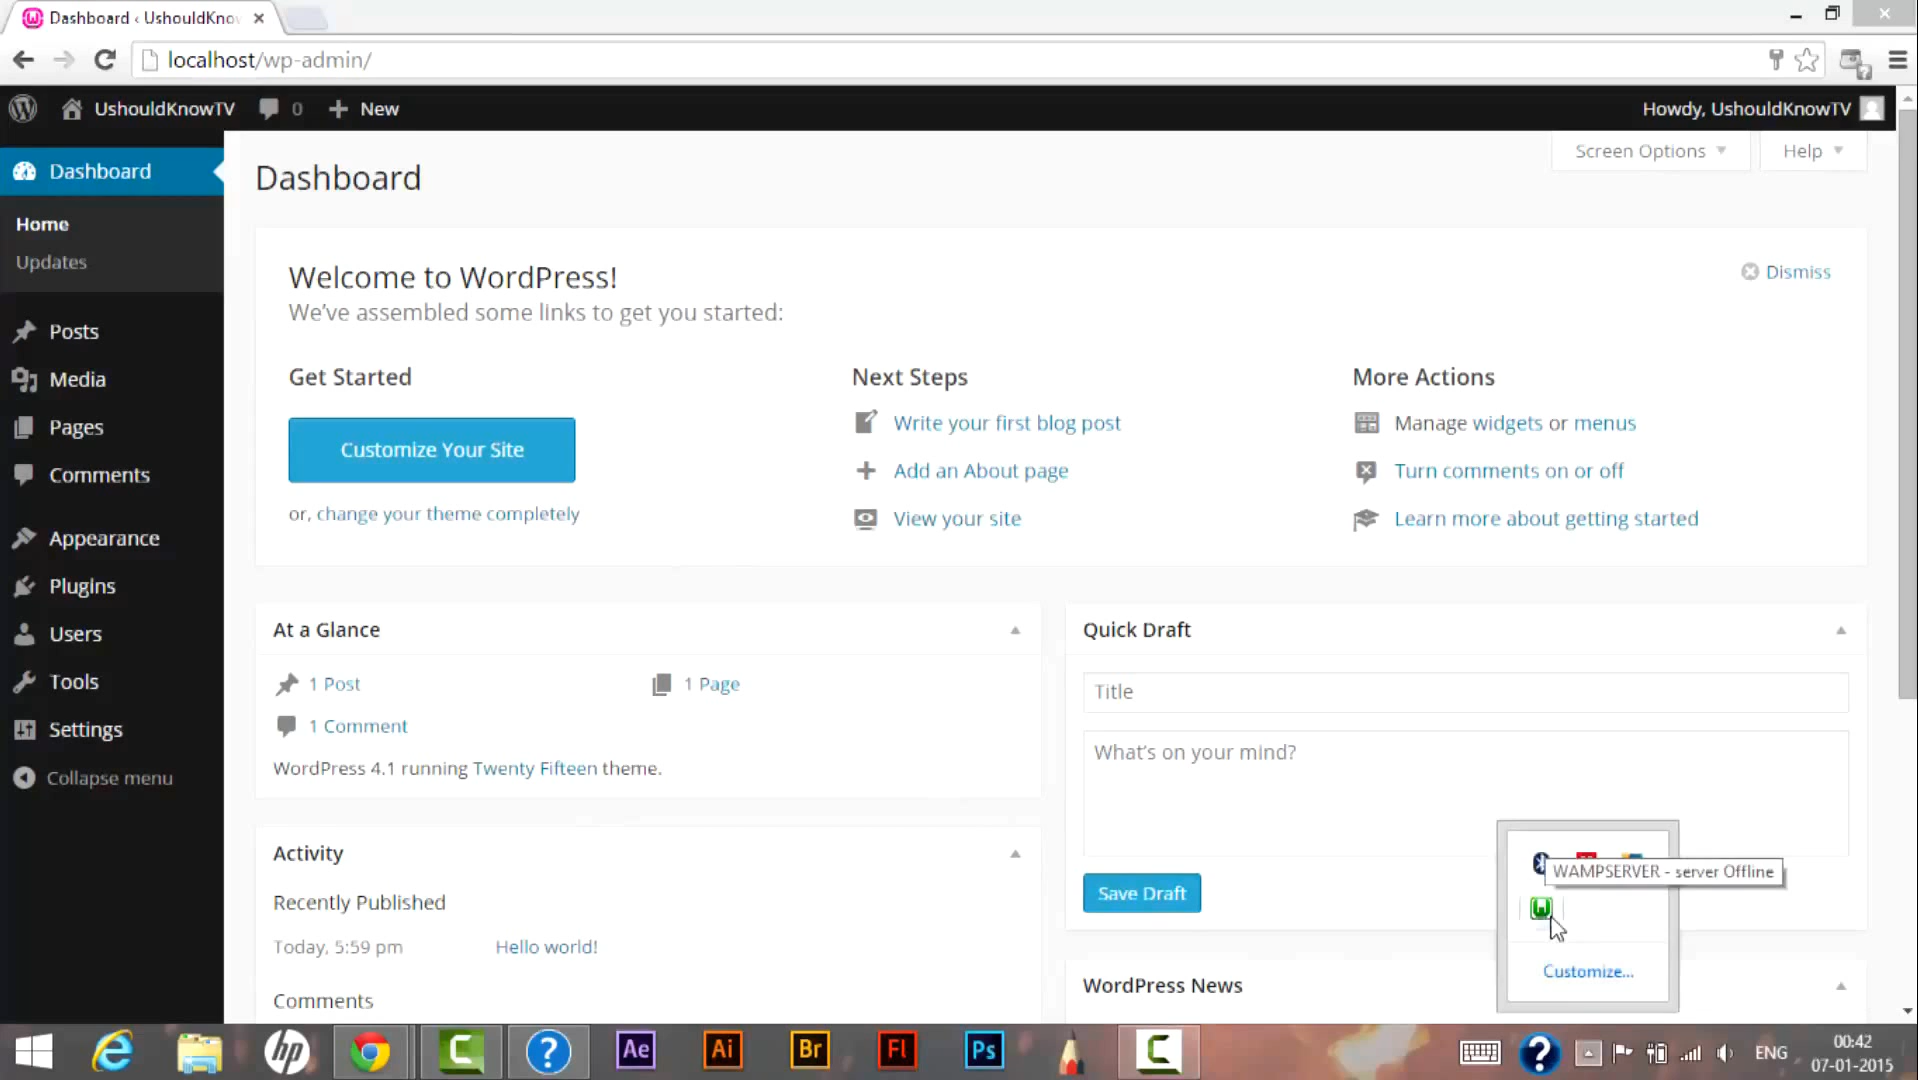 Dashboard ‹ UshouldKnow
localhost/wp-admin/
UshouldKnowTV 0 New
Howdy, UshouldKnowTV
Dashboard
Home
Updates
Posts
Media
Pages
Comments
Appearance
Plugins
Users
Tools
Settings
Collapse menu
Dashboard
Screen Options
Help
Welcome to WordPress!
Dismiss
We've assembled some links to get you started:
Get Started
Customize Your Site
or, change your theme completely
Next Steps
Write your first blog post
Add an About page
View your site
More Actions
Manage widgets or menus
Turn comments on or off
Learn more about getting started
At a Glance
1 Post
1 Page
1 Comment
WordPress 4.1 running Twenty Fifteen theme.
Activity
Recently Published
Today, 5:59 pm Hello world!
Comments
Quick Draft
Title
What's on your mind?
Save Draft
WordPress News
WAMPSERVER - server Offline
Customize...
hp
Ae
Ai
Br
Fl
Ps
ENG
00:42
07-01-2015